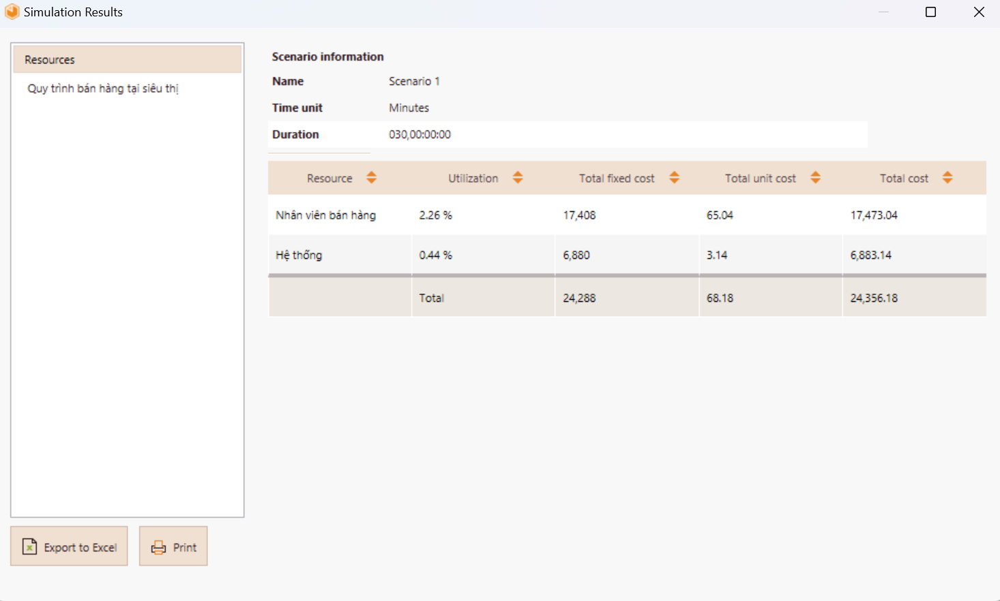 Simulation Results
Resources
Quy trình bán hàng tại siêu thị
Scenario information
Name Scenario 1
Time unit Minutes
Duration 030,00:00:00
Resource Utilization Total fixed cost Total unit cost Total cost
Nhân viên bán hàng 2.26 % 17,408 65.04 17,473.04
Hệ thống 0.44 % 6,880 3.14 6,883.14
Total 24,288 68.18 24,356.18
Export to Excel Print